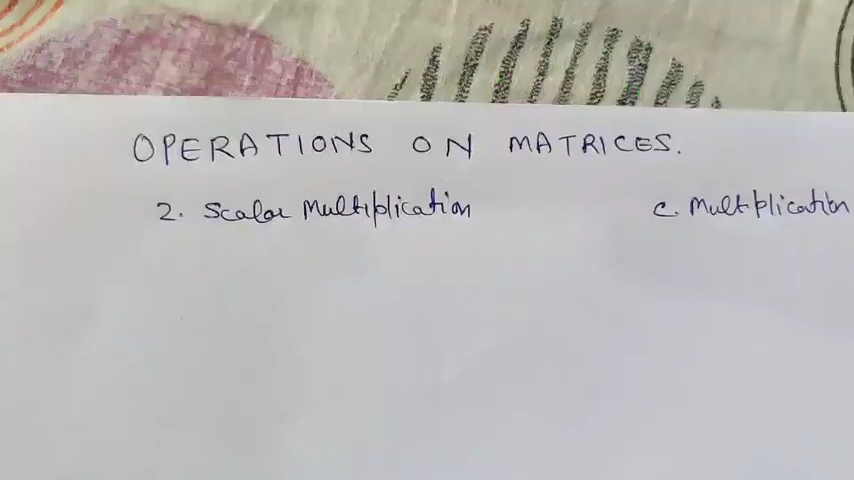 OPERATIONS ON MATRICES.
2. Scalar Multiplication c. Multiplication